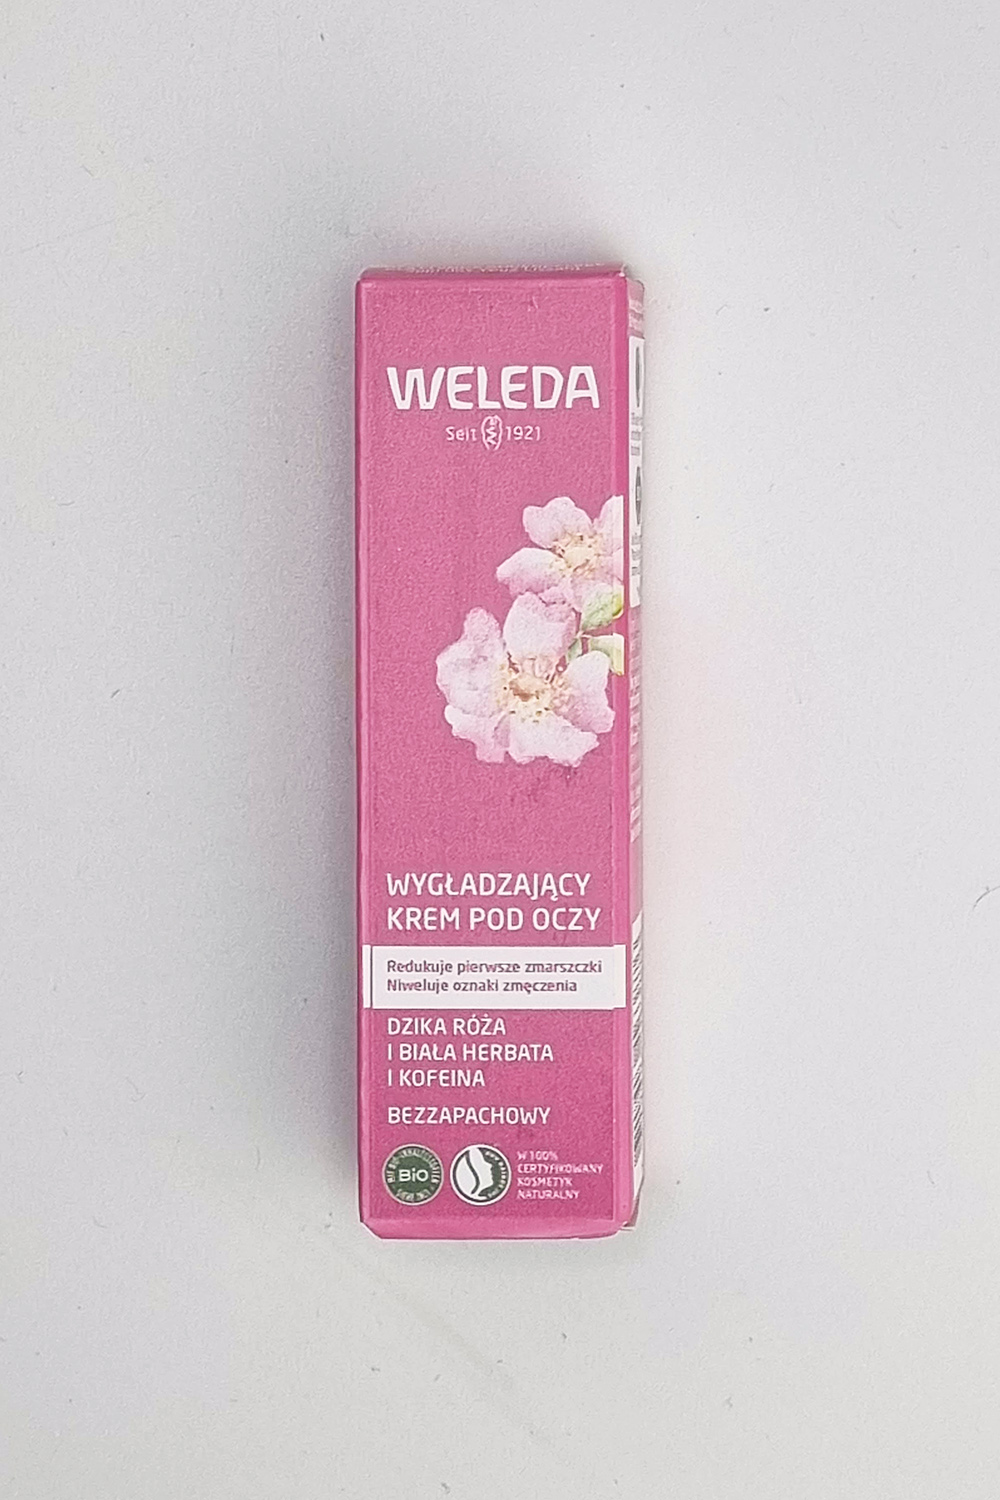 WELEDA
Seit 1921
WYGŁADZAJĄCY
KREM POD OCZY
Redukuje pierwsze zmarszczki
Niweluje oznaki zmęczenia
DZIKA RÓŻA
I BIAŁA HERBATA
I KOFEINA
BEZZAPACHOWY
BiO
W 100%
CERTYFIKOWANY
KOSMETYK
NATURALNY